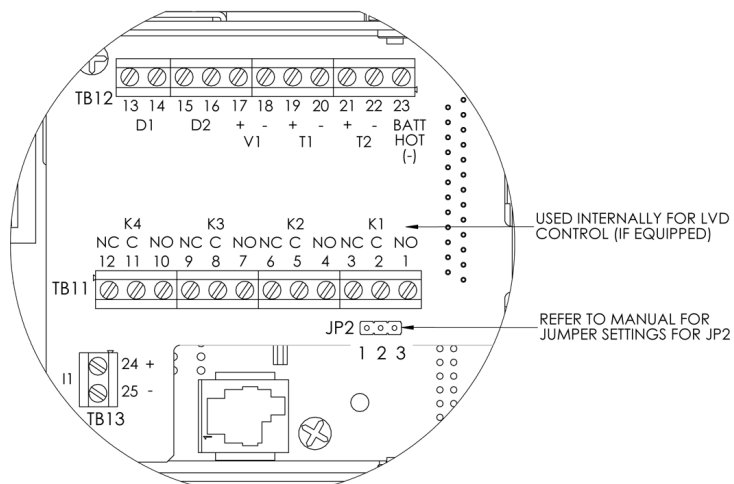 TB12
13 14 15 16 17 18 19 20 21 22 23
D1 D2 + - + - + - BATT
V1 T1 T2 HOT
(-)
K4 K3 K2 K1
NC C NO NC C NO NC C NO NC C NO
12 11 10 9 8 7 6 5 4 3 2 1
USED INTERNALLY FOR LVD
CONTROL (IF EQUIPPED)
TB11
JP2
1 2 3
REFER TO MANUAL FOR
JUMPER SETTINGS FOR JP2
I1
24 +
25 -
TB13
1